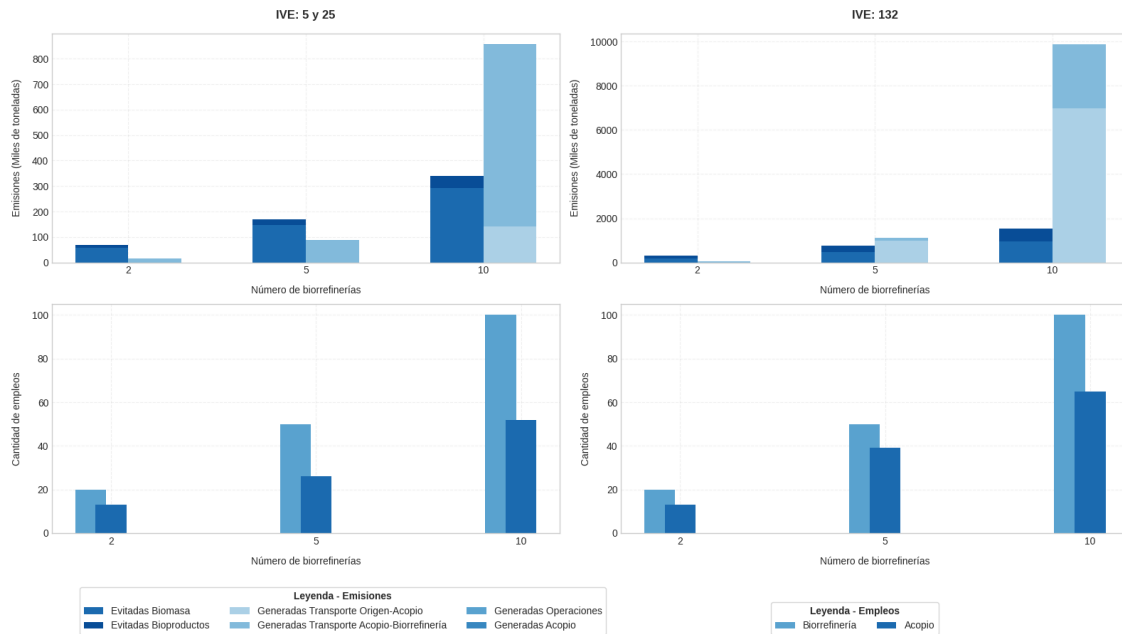 IVE: 5 y 25
Emisiones (Miles de toneladas)
800
700
600
500
400
300
200
100
0
2
5
10
Número de biorrefinerías
IVE: 132
Emisiones (Miles de toneladas)
10000
8000
6000
4000
2000
0
2
5
10
Número de biorrefinerías
Cantidad de empleos
100
80
60
40
20
0
2
5
10
Número de biorrefinerías
Cantidad de empleos
100
80
60
40
20
0
2
5
10
Número de biorrefinerías
Leyenda - Emisiones
Evitadas Biomasa
Evitadas Bioproductos
Generadas Transporte Origen-Acopio
Generadas Transporte Acopio-Biorrefinería
Generadas Operaciones
Generadas Acopio
Leyenda - Empleos
Biorrefinería
Acopio